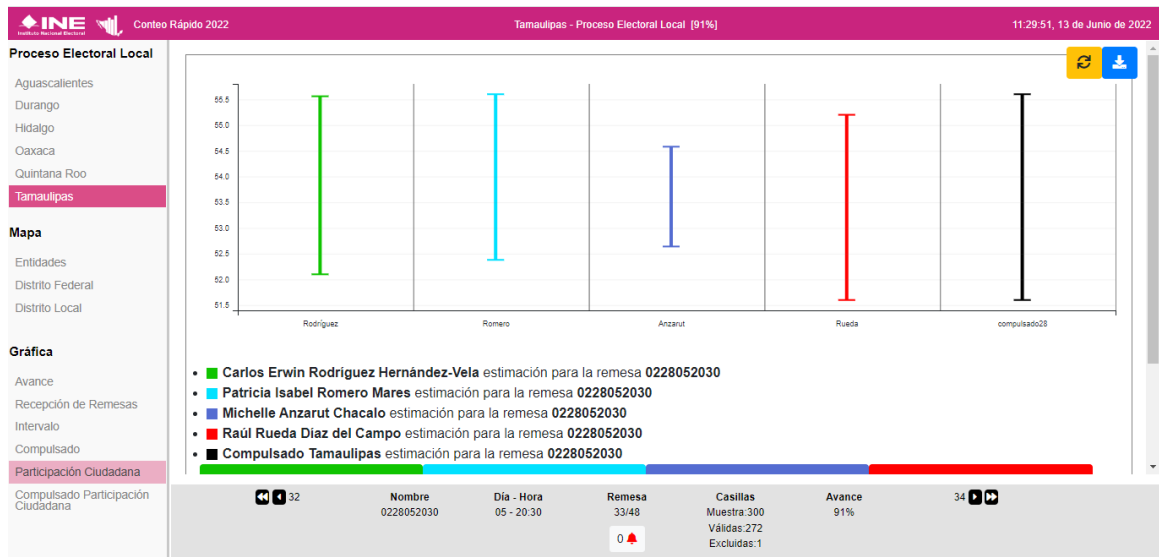 INE
Instituto Nacional Electoral
Conteo Rápido 2022
Tamaulipas - Proceso Electoral Local [91%]
11:29:51, 13 de Junio de 2022
Proceso Electoral Local
Aguascalientes
Durango
Hidalgo
Oaxaca
Quintana Roo
Tamaulipas
Mapa
Entidades
Distrito Federal
Distrito Local
Gráfica
Avance
Recepción de Remesas
Intervalo
Compulsado
Participación Ciudadana
Compulsado Participación
Ciudadana
55.5
55.0
54.5
54.0
53.5
53.0
52.5
52.0
51.5
Rodríguez
Romero
Anzarut
Rueda
compulsado28
Carlos Erwin Rodríguez Hernández-Vela estimación para la remesa 0228052030
Patricia Isabel Romero Mares estimación para la remesa 0228052030
Michelle Anzarut Chacalo estimación para la remesa 0228052030
Raúl Rueda Díaz del Campo estimación para la remesa 0228052030
Compulsado Tamaulipas estimación para la remesa 0228052030
32
Nombre
0228052030
Día - Hora
05 - 20:30
Remesa
33/48
0
Casillas
Muestra:300
Válidas:272
Excluidas:1
Avance
91%
34